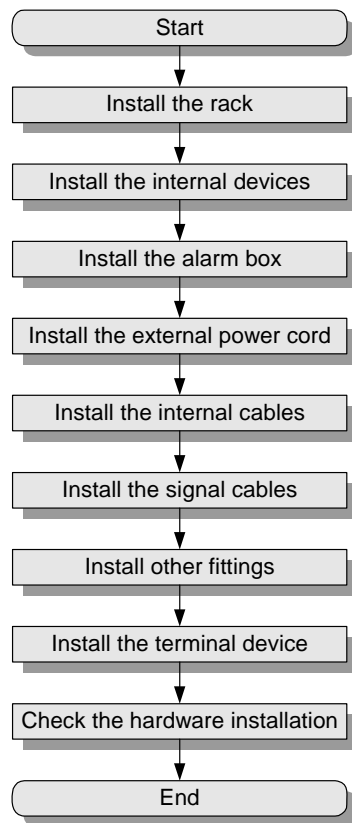 Start
Install the rack
Install the internal devices
Install the alarm box
Install the external power cord
Install the internal cables
Install the signal cables
Install other fittings
Install the terminal device
Check the hardware installation
End